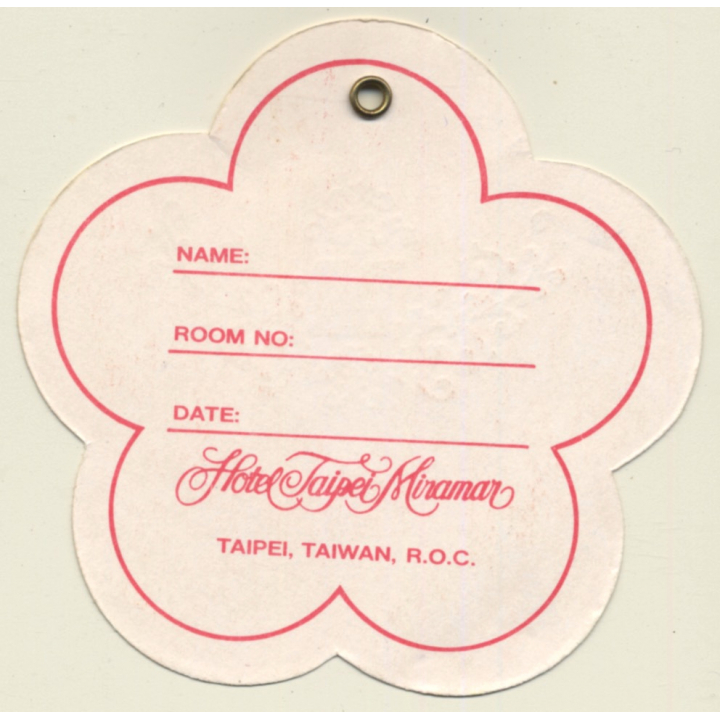 NAME:
ROOM NO:
DATE:
Hotel Taipei Miramar
TAIPEI, TAIWAN, R.O.C.